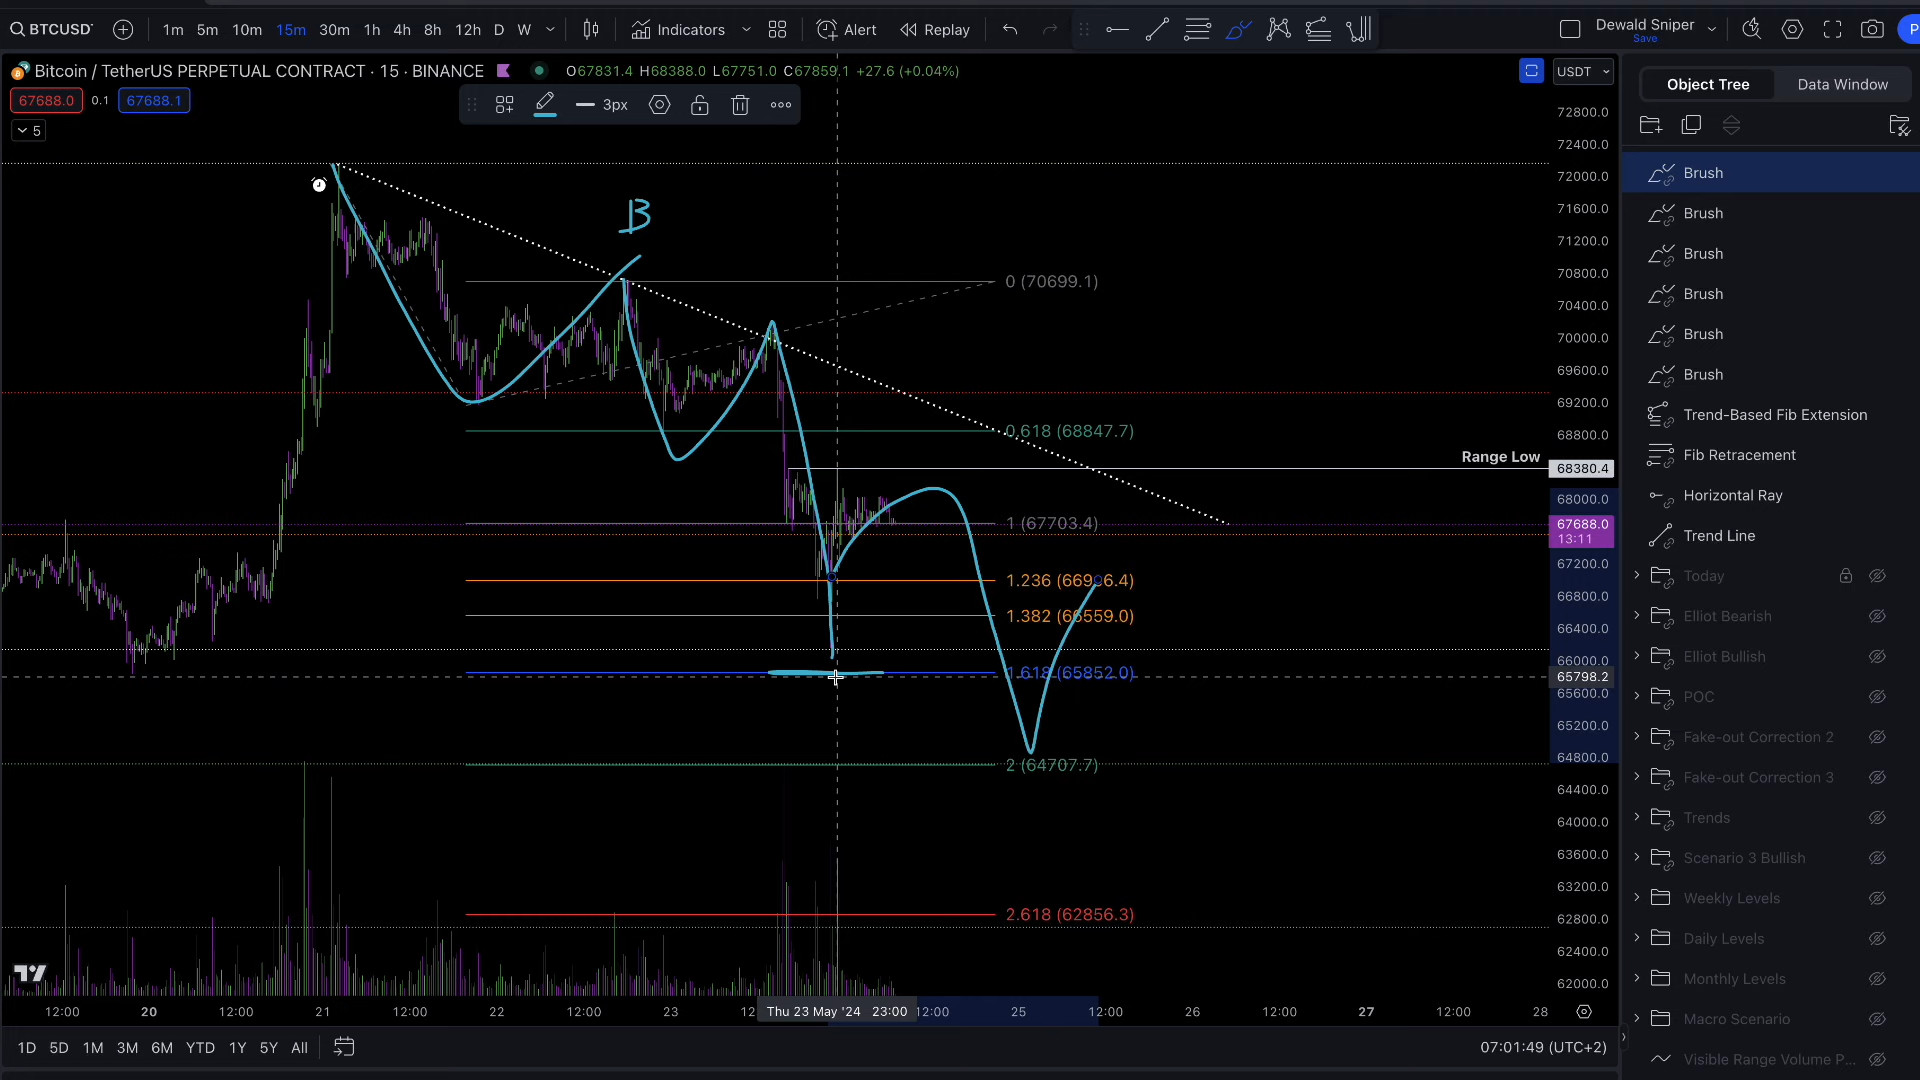 BTCUSD
1m 5m 10m 15m 30m 1h 4h 8h 12h D W
Indicators
Alert
Replay
Dewald Sniper
Save
P
Bitcoin / TetherUS PERPETUAL CONTRACT · 15 · BINANCE
O67831.4 H68388.0 L67751.0 C67859.1 +27.6 (+0.04%)
USDT
Object Tree
Data Window
67688.0 0.1 67688.1
3px
5
B
0 (70699.1)
0.618 (68847.7)
Range Low
1 (67703.4)
1.236 (669 6.4)
1.382 (66559.0)
1.618 (65852.0)
2 (64707.7)
2.618 (62856.3)
72800.0
72400.0
72000.0
71600.0
71200.0
70800.0
70400.0
70000.0
69600.0
69200.0
68800.0
68380.4
68000.0
67688.0
13:11
67200.0
66800.0
66400.0
66000.0
65798.2
65600.0
65200.0
64800.0
64400.0
64000.0
63600.0
63200.0
62800.0
62400.0
62000.0
Brush
Brush
Brush
Brush
Brush
Brush
Trend-Based Fib Extension
Fib Retracement
Horizontal Ray
Trend Line
Today
Elliot Bearish
Elliot Bullish
POC
Fake-out Correction 2
Fake-out Correction 3
Trends
Scenario 3 Bullish
Weekly Levels
Daily Levels
Monthly Levels
Macro Scenario
Visible Range Volume P...
12:00 20 12:00 21 12:00 22 12:00 23 12 Thu 23 May '24 23:00 12:00 25 12:00 26 12:00 27 12:00 28
1D 5D 1M 3M 6M YTD 1Y 5Y All
07:01:49 (UTC+2)